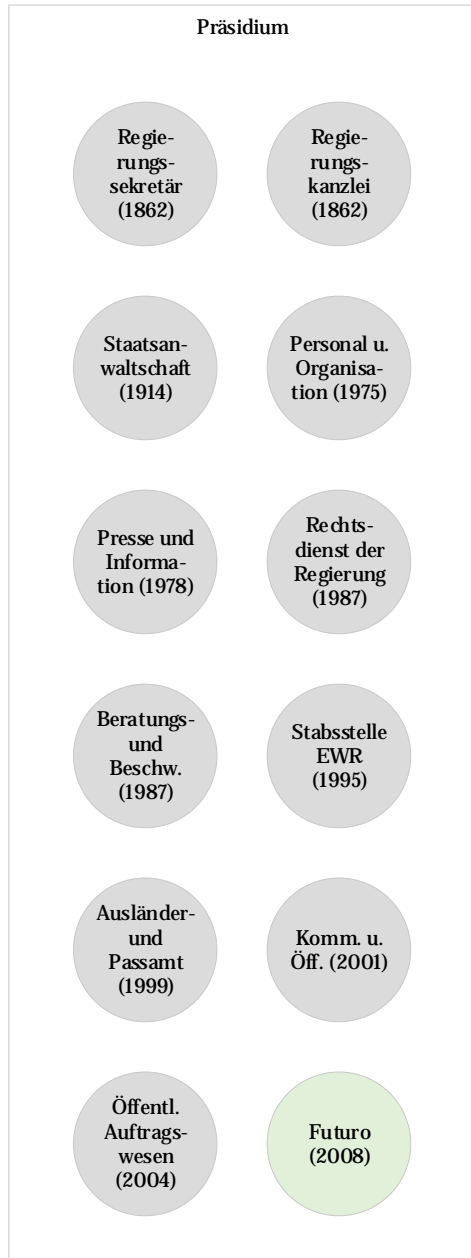 Präsidium
Regie-
rungs-
sekretär
(1862)
Regie-
rungs-
kanzlei
(1862)
Staatsan-
waltschaft
(1914)
Personal u.
Organisa-
tion (1975)
Presse und
Informa-
tion (1978)
Rechts-
dienst der
Regierung
(1987)
Beratungs-
und
Beschw.
(1987)
Stabsstelle
EWR
(1995)
Ausländer-
und
Passamt
(1999)
Komm. u.
Öff. (2001)
Öffentl.
Auftrags-
wesen
(2004)
Futuro
(2008)